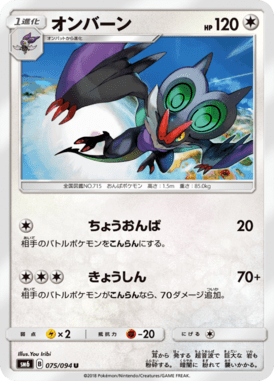 1進化
オンバーン
HP 120
オンバットから進化
全国図鑑NO.715 おんぱポケモン 高さ:1.5m 重さ:85.0kg
ちょうおんぱ 20
相手のバトルポケモンをこんらんにする。
きょうしん 70+
相手のバトルポケモンがこんらんなら、70ダメージ追加。
弱点 ×2 抵抗力 -20 にげる
Illus.You Iribi
sm6 B 075/094 U
©2018 Pokémon/Nintendo/Creatures/GAME FREAK.